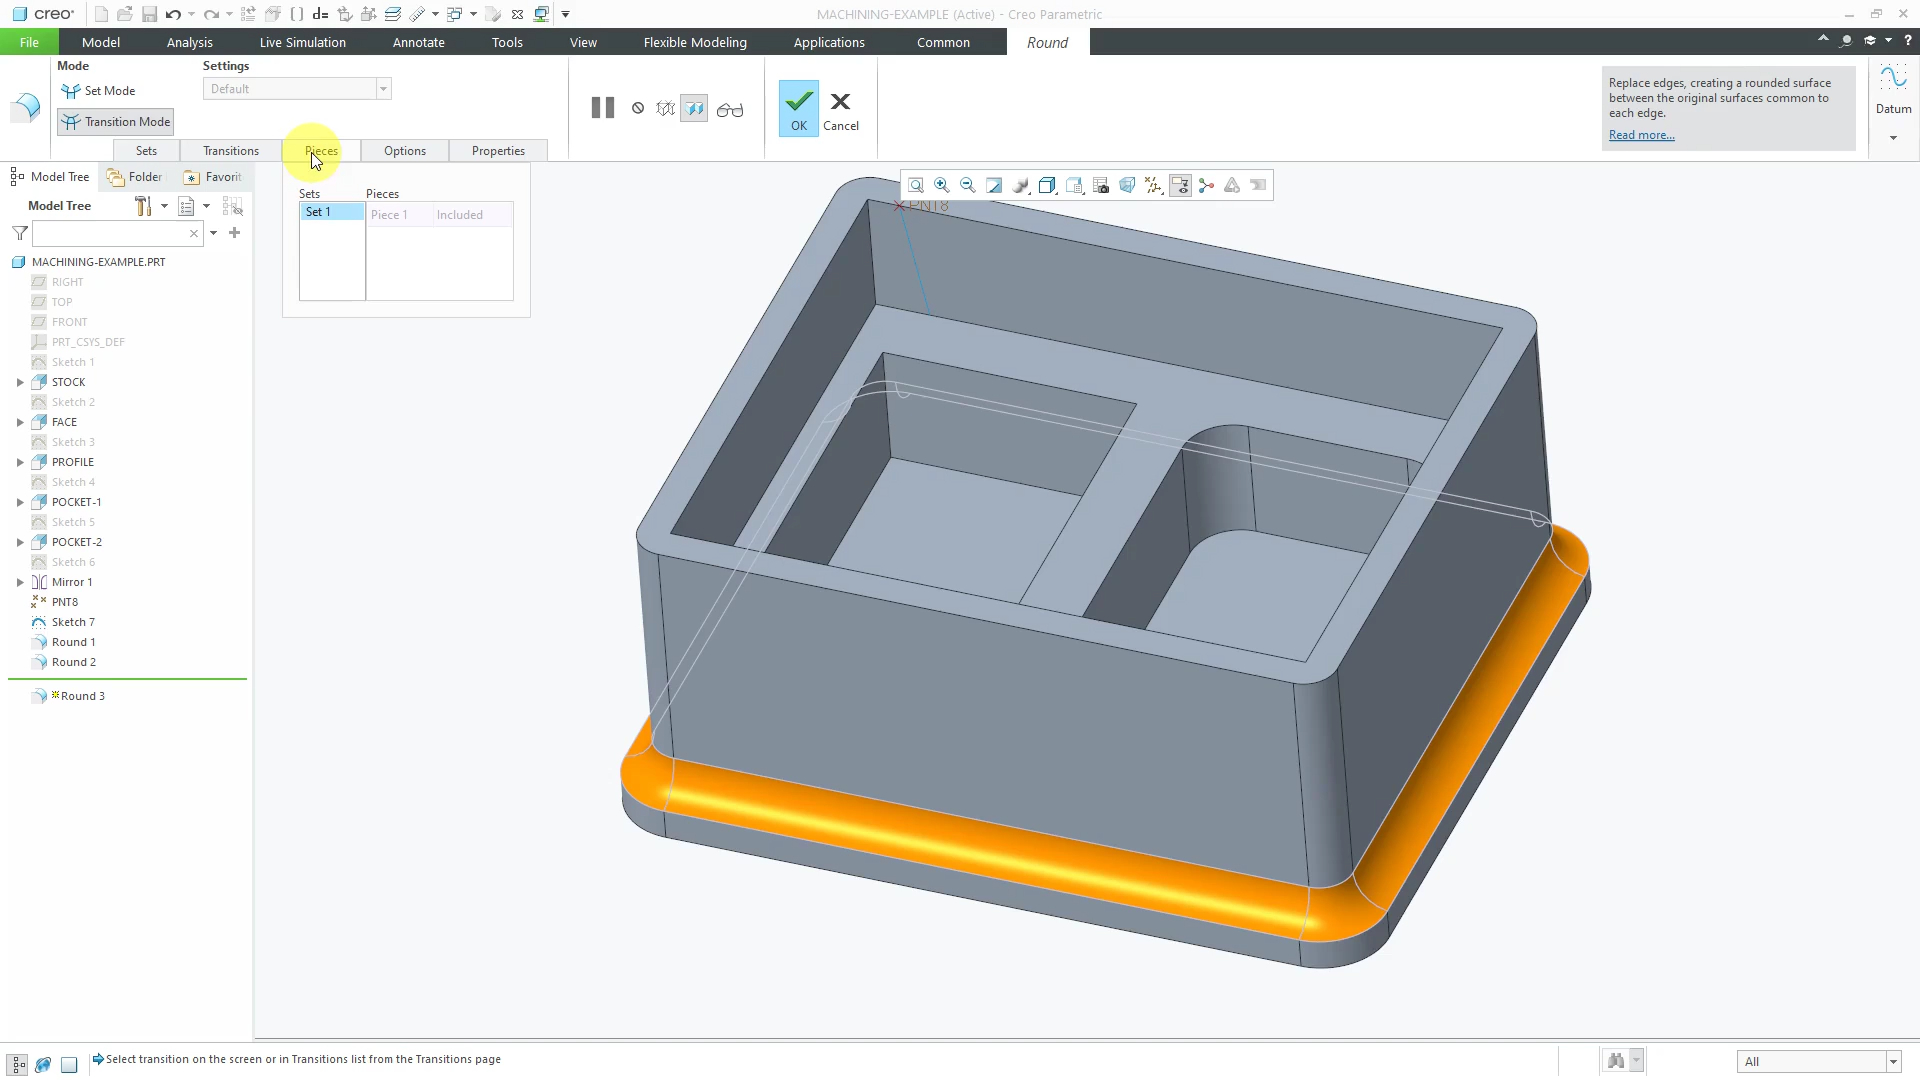 creo
d=
MACHINING-EXAMPLE (Active) - Creo Parametric
File
Model
Analysis
Live Simulation
Annotate
Tools
View
Flexible Modeling
Applications
Common
Round
Mode
Set Mode
Transition Mode
Settings
Default
OK
Cancel
Replace edges, creating a rounded surface
between the original surfaces common to
each edge.
Read more...
Datum
Sets
Transitions
Pieces
Options
Properties
Model Tree
Folder
Favorit
Model Tree
Sets
Pieces
Set 1
Piece 1
Included
PNT8
MACHINING-EXAMPLE.PRT
RIGHT
TOP
FRONT
PRT_CSYS_DEF
Sketch 1
STOCK
Sketch 2
FACE
Sketch 3
PROFILE
Sketch 4
POCKET-1
Sketch 5
POCKET-2
Sketch 6
Mirror 1
PNT8
Sketch 7
Round 1
Round 2
Round 3
Select transition on the screen or in Transitions list from the Transitions page
All